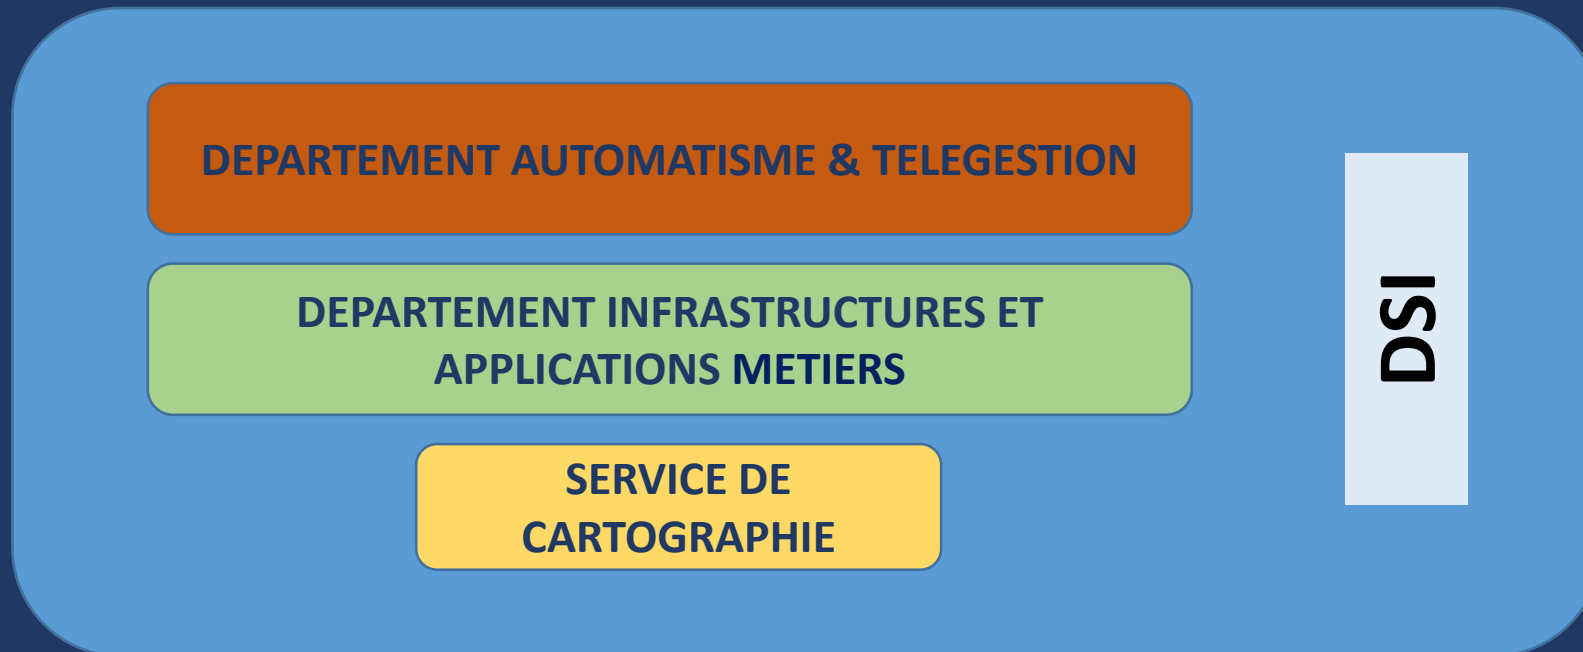 DEPARTEMENT AUTOMATISME & TELEGESTION
DEPARTEMENT INFRASTRUCTURES ET
APPLICATIONS METIERS
SERVICE DE
CARTOGRAPHIE
DSI